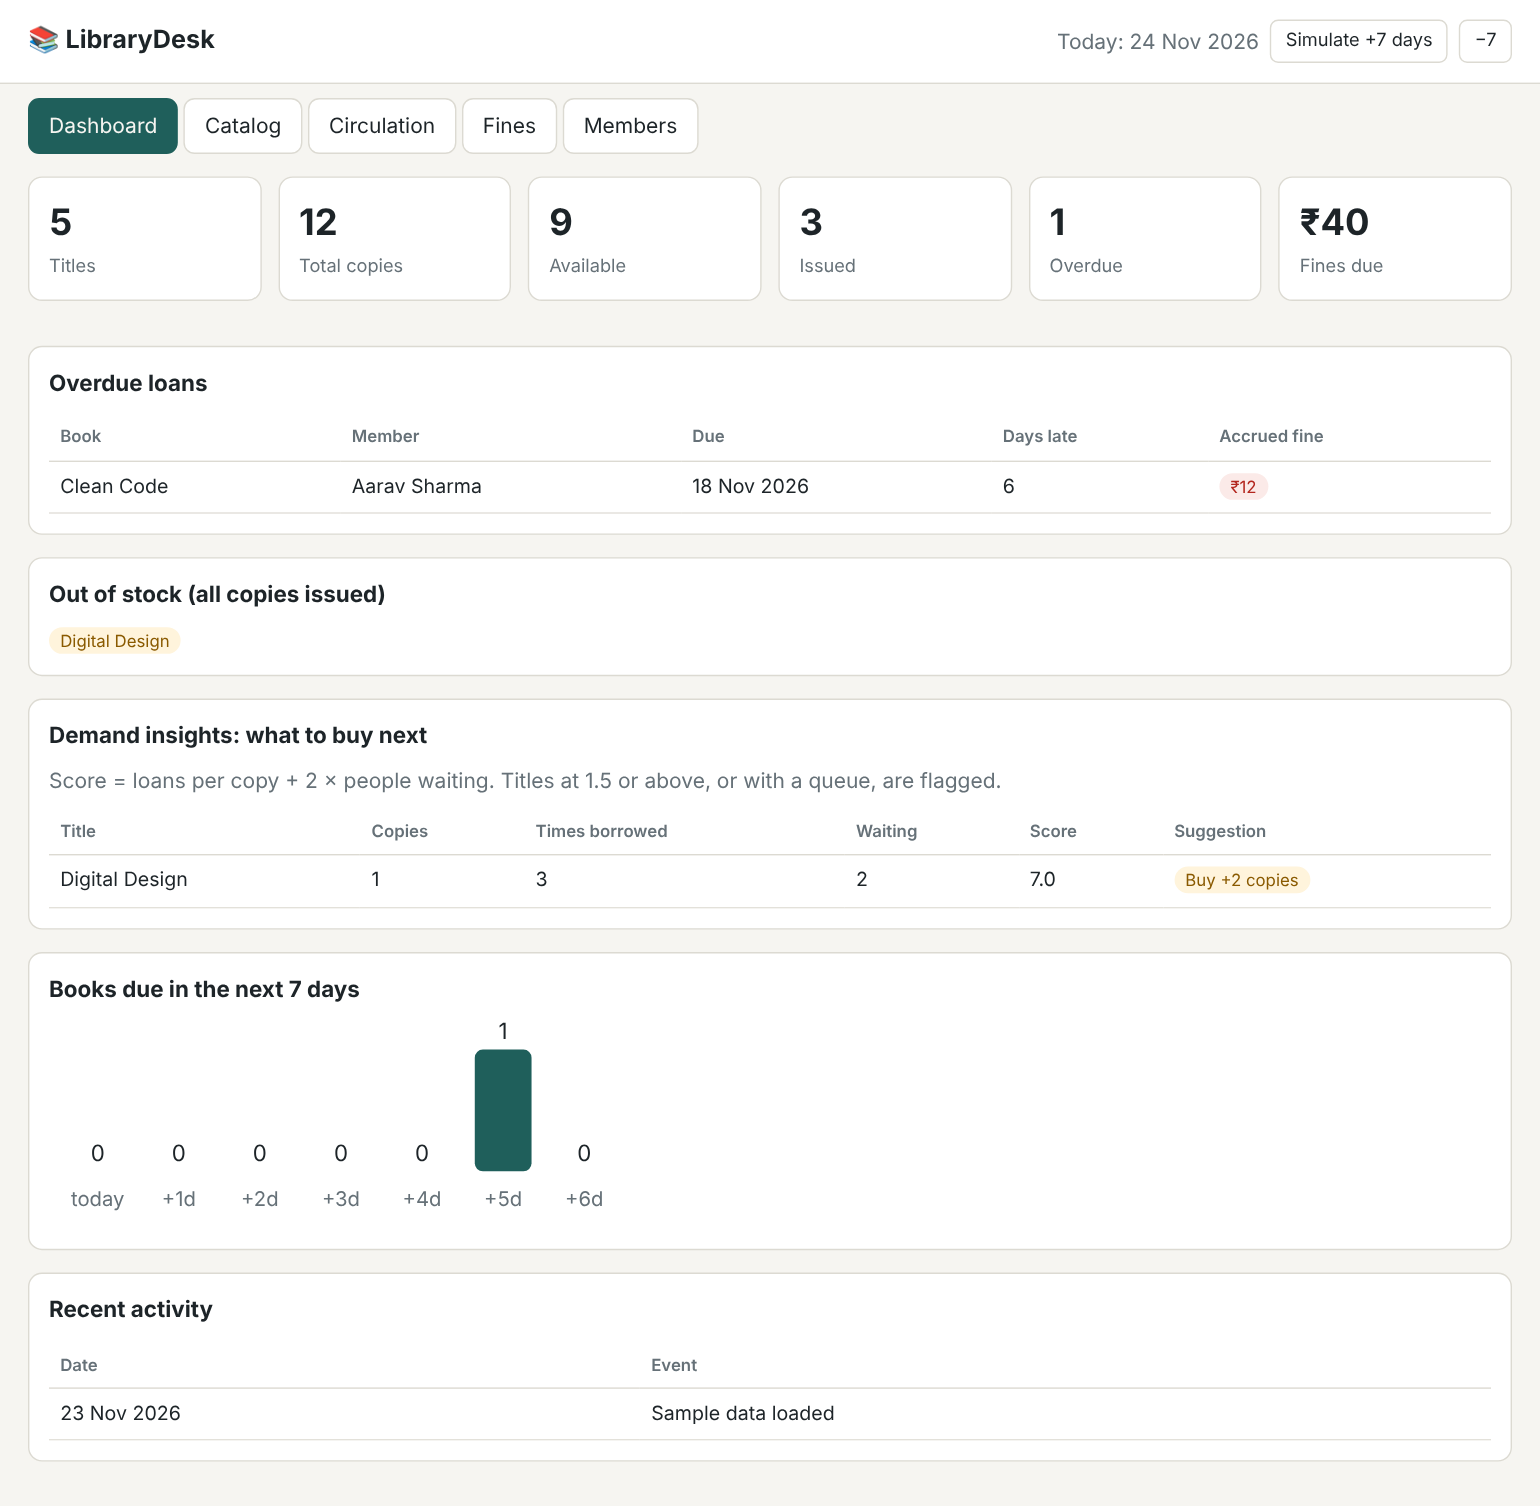 📚 LibraryDesk
Today: 24 Nov 2026 Simulate +7 days −7
Dashboard Catalog Circulation Fines Members
5 12 9 3 1 ₹40
Titles Total copies Available Issued Overdue Fines due
Overdue loans
Book Member Due Days late Accrued fine
Clean Code Aarav Sharma 18 Nov 2026 6 ₹12
Out of stock (all copies issued)
Digital Design
Demand insights: what to buy next
Score = loans per copy + 2 × people waiting. Titles at 1.5 or above, or with a queue, are flagged.
Title Copies Times borrowed Waiting Score Suggestion
Digital Design 1 3 2 7.0 Buy +2 copies
Books due in the next 7 days
1
0 0 0 0 0 0
today +1d +2d +3d +4d +5d +6d
Recent activity
Date Event
23 Nov 2026 Sample data loaded